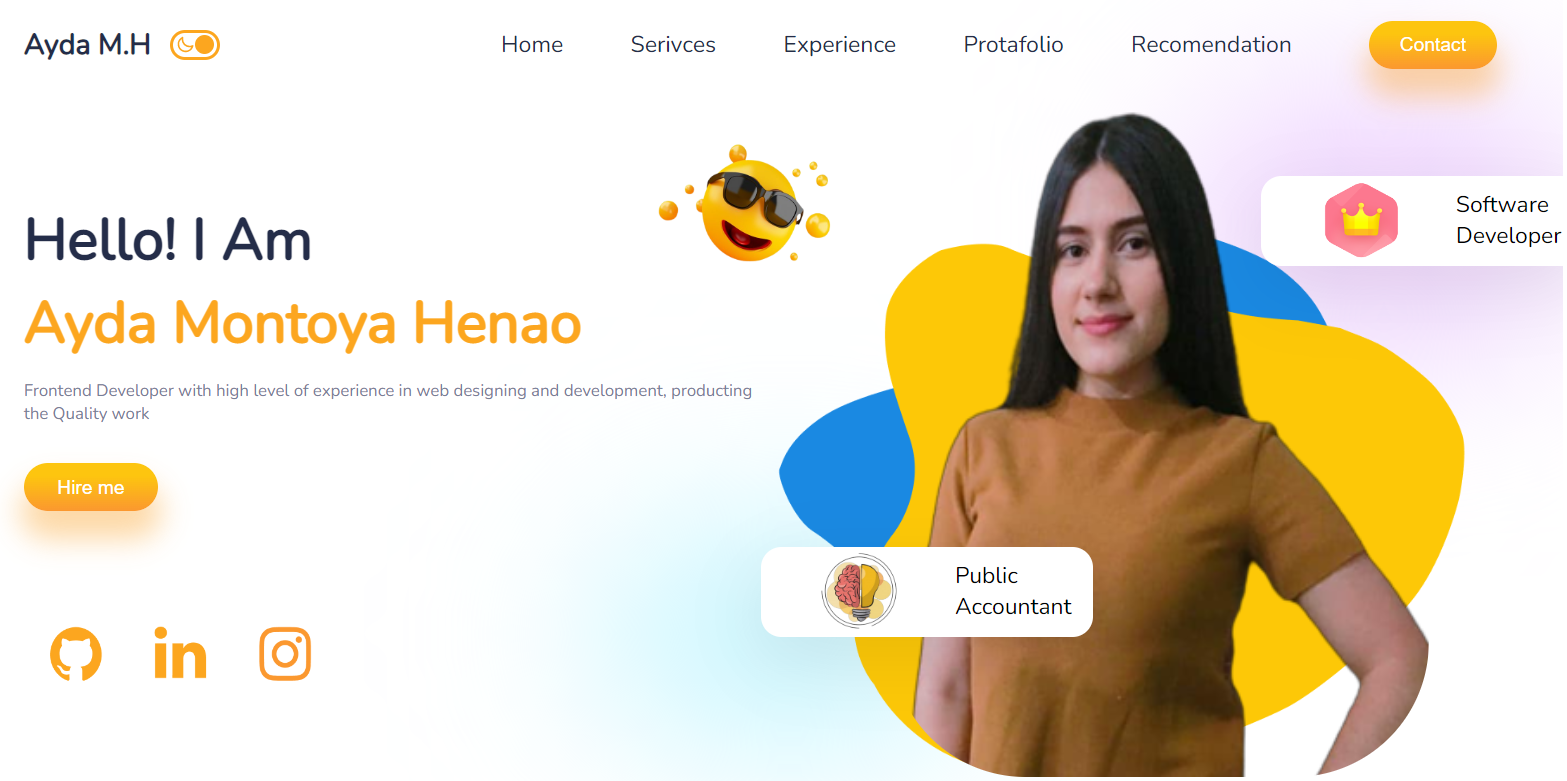 Ayda M.H
Home
Serivces
Experience
Protafolio
Recomendation
Contact
Hello! I Am
Ayda Montoya Henao
Frontend Developer with high level of experience in web designing and development, producting
the Quality work
Hire me
Software
Developer
Public
Accountant
in